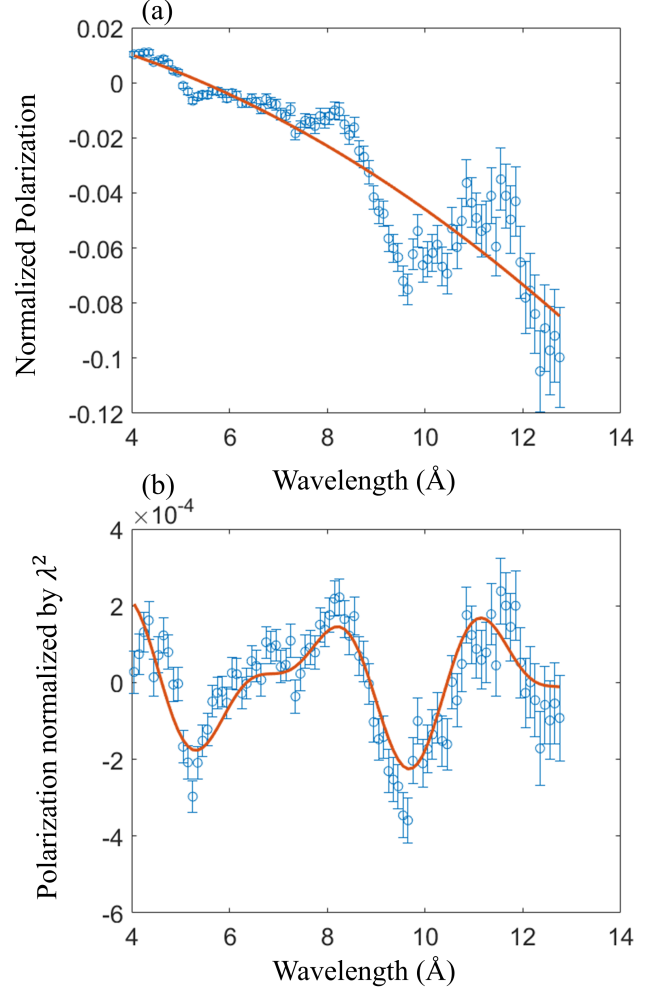 (a)
0.02
0
-0.02
-0.04
-0.06
-0.08
-0.1
-0.12
Normalized Polarization
4 6 8 10 12 14
Wavelength (Å)
(b)
×10⁻⁴
4
2
0
-2
-4
-6
Polarization normalized by λ²
4 6 8 10 12 14
Wavelength (Å)